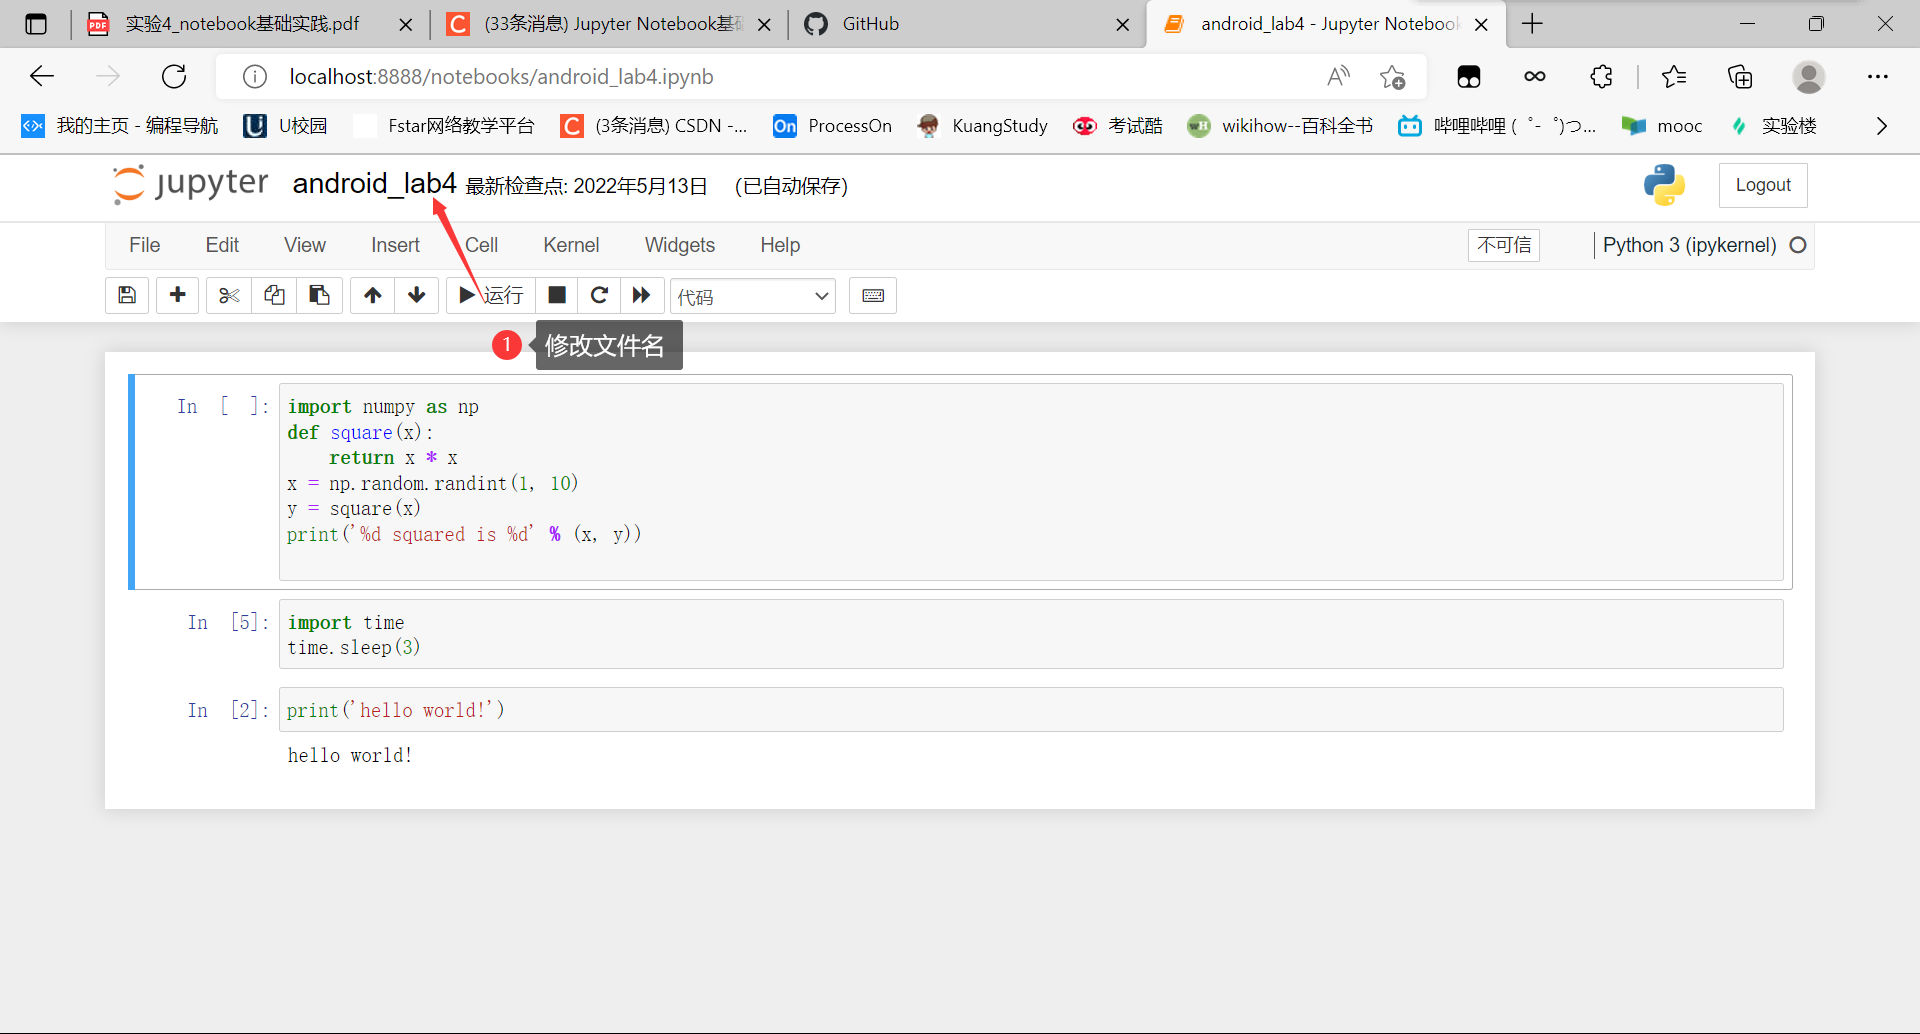 实验4_notebook基础实践.pdf
(33条消息) Jupyter Notebook基
GitHub
android_lab4 - Jupyter Notebook
localhost:8888/notebooks/android_lab4.ipynb
我的主页 - 编程导航
U校园
Fstar网络教学平台
(3条消息) CSDN -...
On ProcessOn
KuangStudy
考试酷
wikihow--百科全书
哔哩哔哩 ( ゜- ゜)つ...
mooc
实验楼
jupyter android_lab4 最新检查点: 2022年5月13日 (已自动保存)
Logout
File Edit View Insert Cell Kernel Widgets Help
不可信 Python 3 (ipykernel)
运行 代码
1 修改文件名
In [ ]:
import numpy as np
def square(x):
    return x * x
x = np.random.randint(1, 10)
y = square(x)
print('%d squared is %d' % (x, y))
In [5]:
import time
time.sleep(3)
In [2]:
print('hello world!')
hello world!